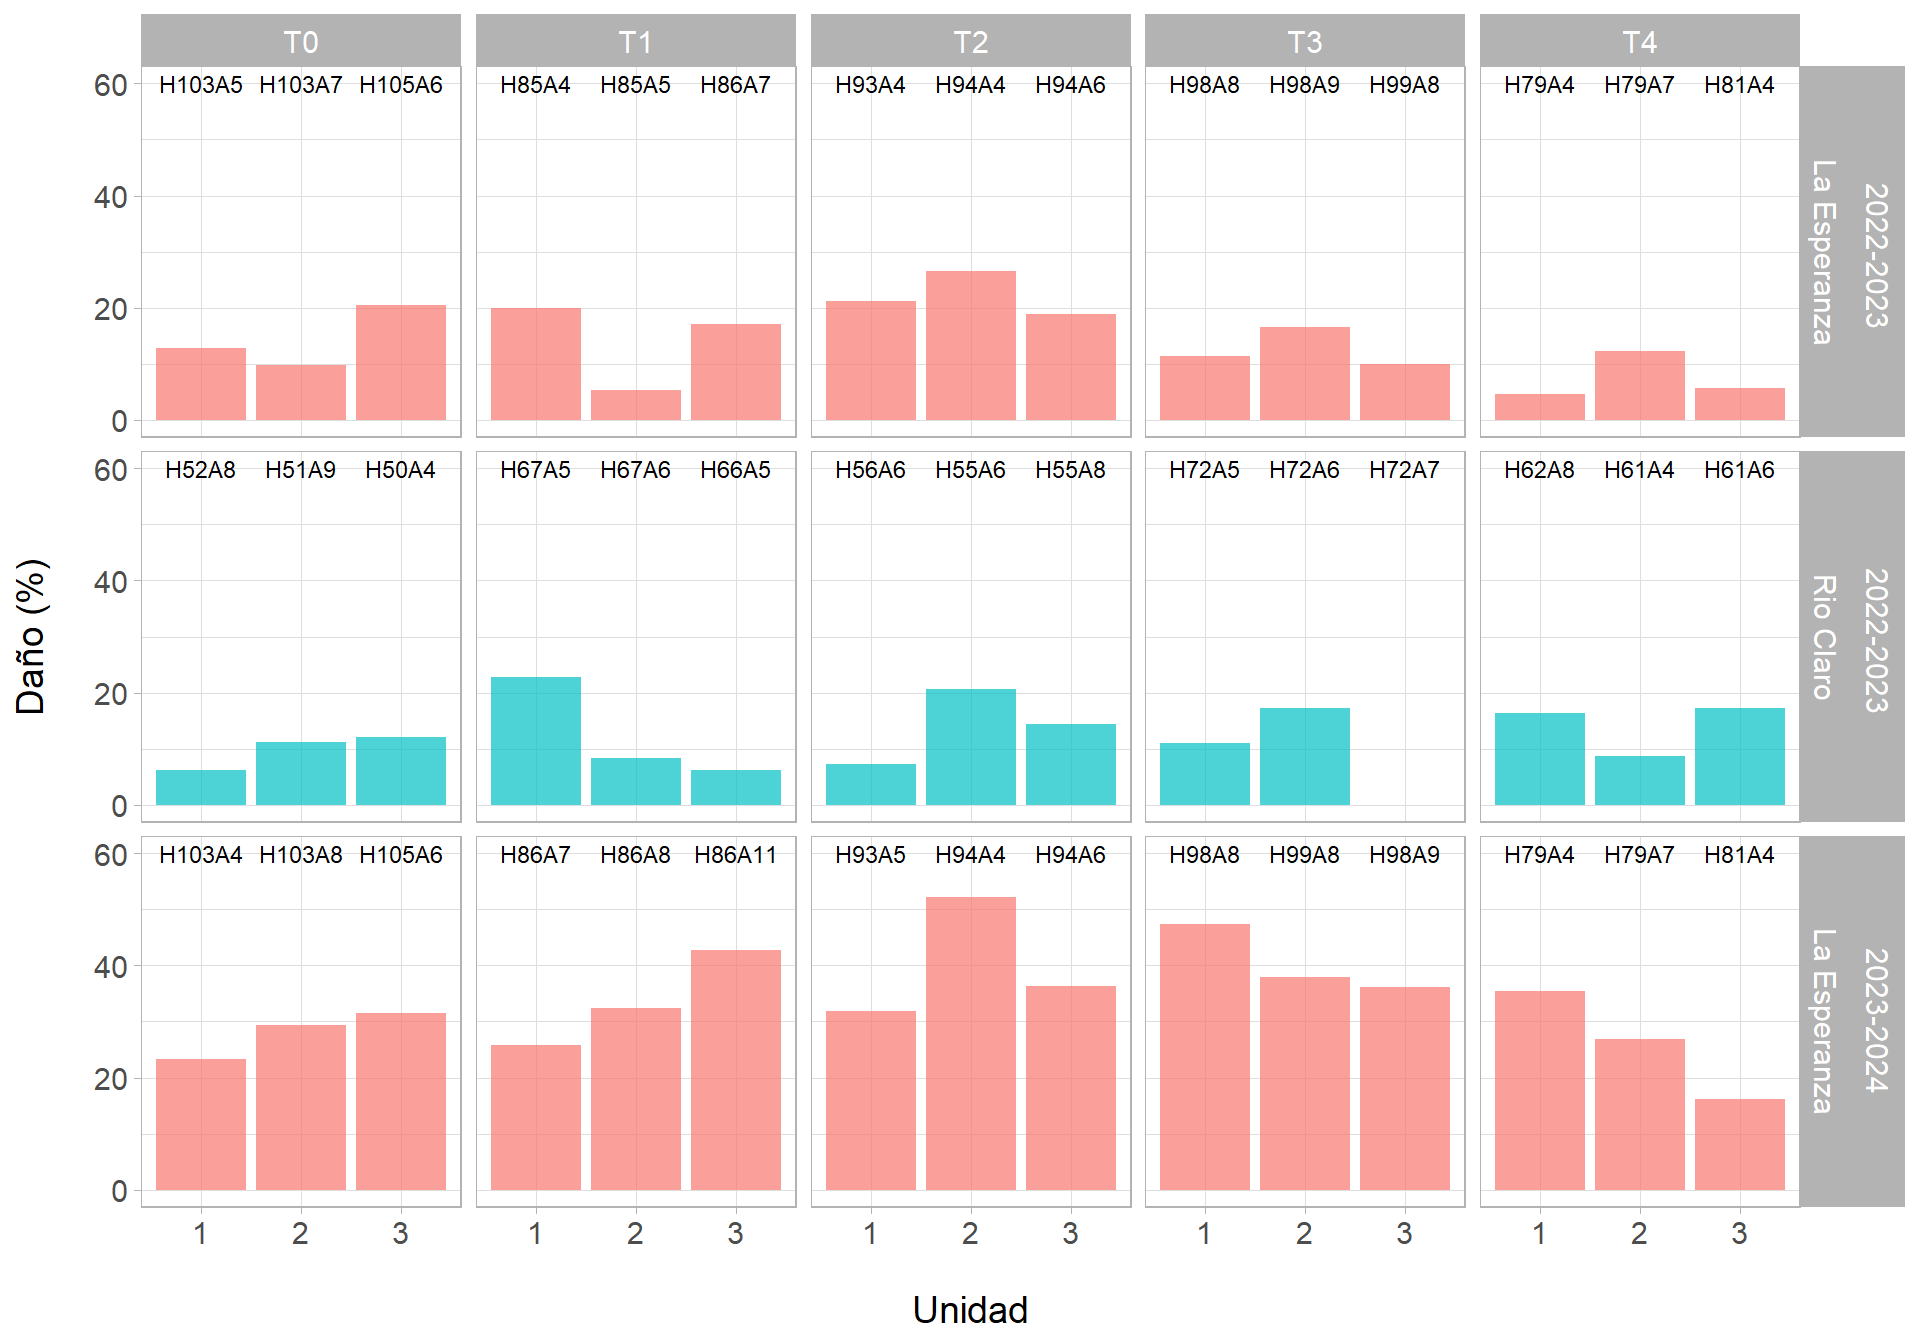 T0 T1 T2 T3 T4
60 H103A5 H103A7 H105A6 H85A4 H85A5 H86A7 H93A4 H94A4 H94A6 H98A8 H98A9 H99A8 H79A4 H79A7 H81A4
40
20
0
La Esperanza
2022-2023
60 H52A8 H51A9 H50A4 H67A5 H67A6 H66A5 H56A6 H55A6 H55A8 H72A5 H72A6 H72A7 H62A8 H61A4 H61A6
40
20
0
Rio Claro
2022-2023
60 H103A4 H103A8 H105A6 H86A7 H86A8 H86A11 H93A5 H94A4 H94A6 H98A8 H99A8 H98A9 H79A4 H79A7 H81A4
40
20
0
La Esperanza
2023-2024
1 2 3 1 2 3 1 2 3 1 2 3 1 2 3
Daño (%)
Unidad